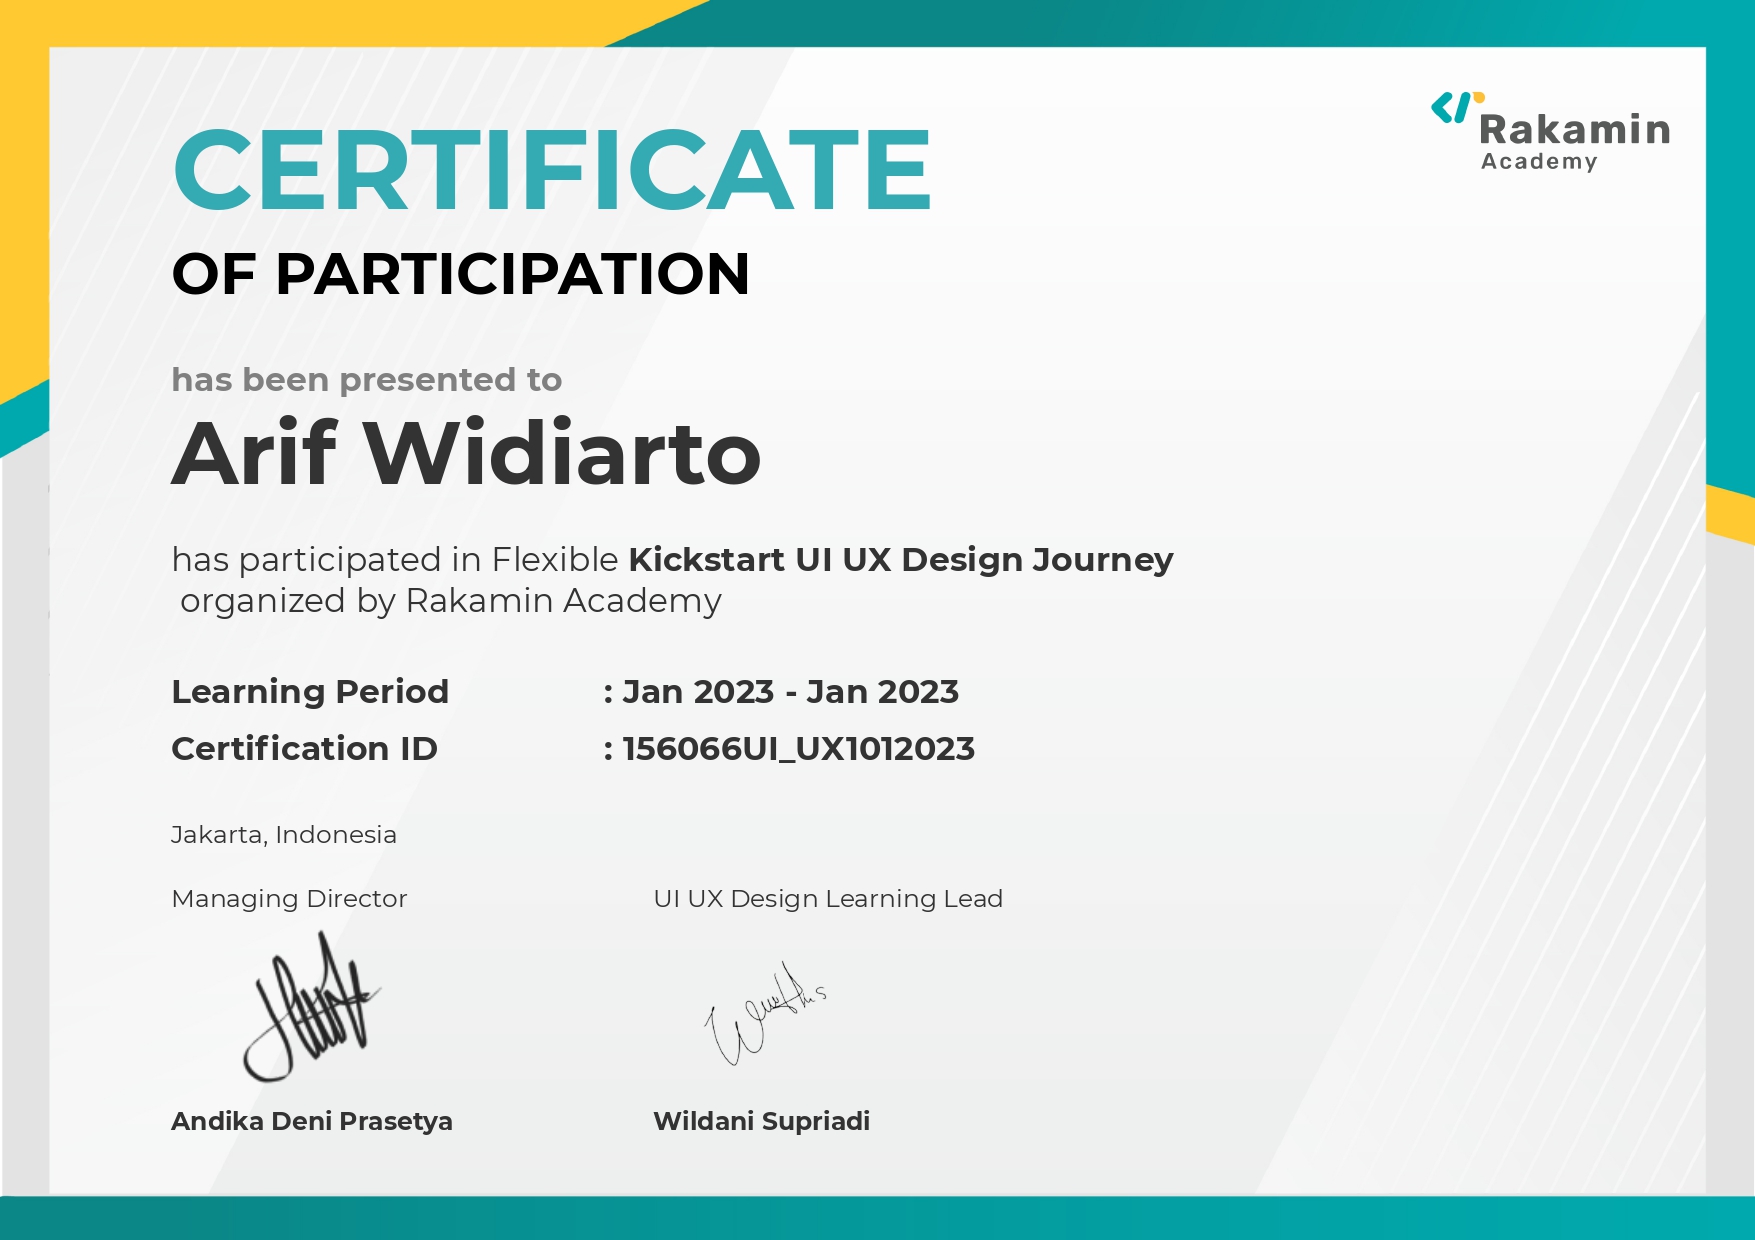 Rakamin
Academy
CERTIFICATE
OF PARTICIPATION
has been presented to
Arif Widiarto
has participated in Flexible Kickstart UI UX Design Journey
organized by Rakamin Academy
Learning Period : Jan 2023 - Jan 2023
Certification ID : 156066UI_UX1012023
Jakarta, Indonesia
Managing Director UI UX Design Learning Lead
Andika Deni Prasetya Wildani Supriadi